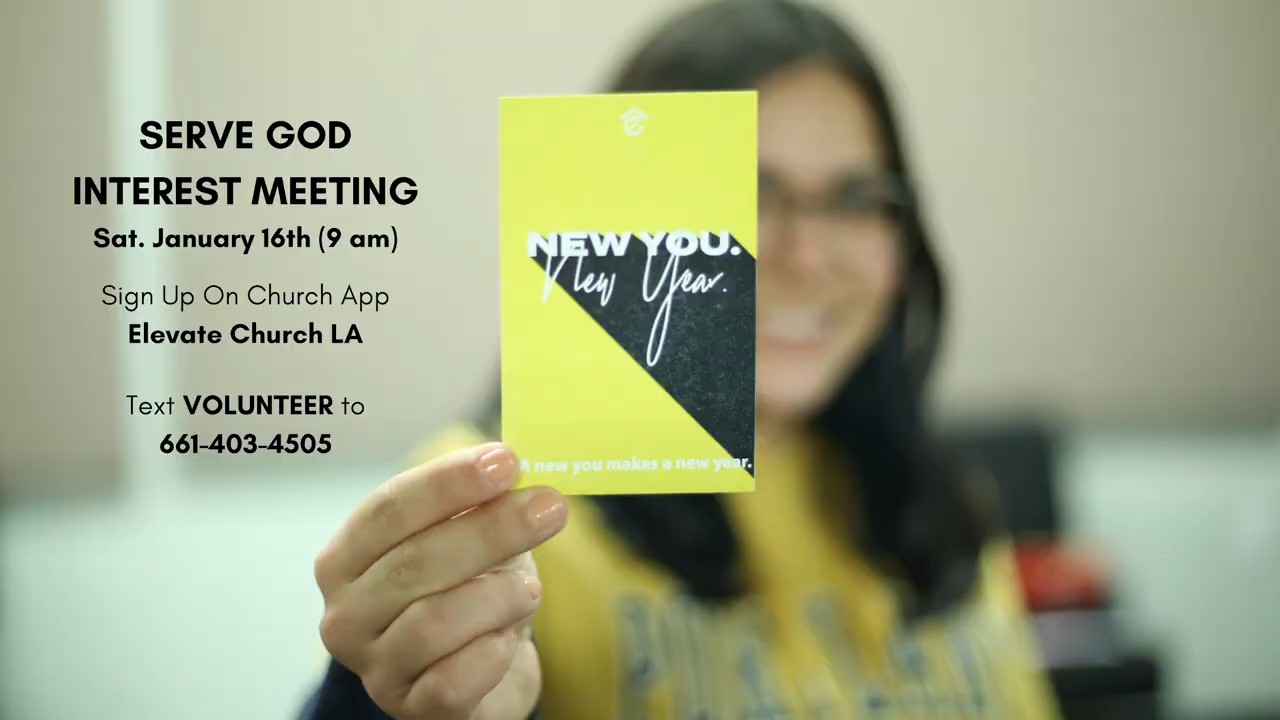 SERVE GOD
INTEREST MEETING
Sat. January 16th (9 am)
Sign Up On Church App
Elevate Church LA
Text VOLUNTEER to
661-403-4505
NEW YOU.
New Year.
A new you makes a new year.